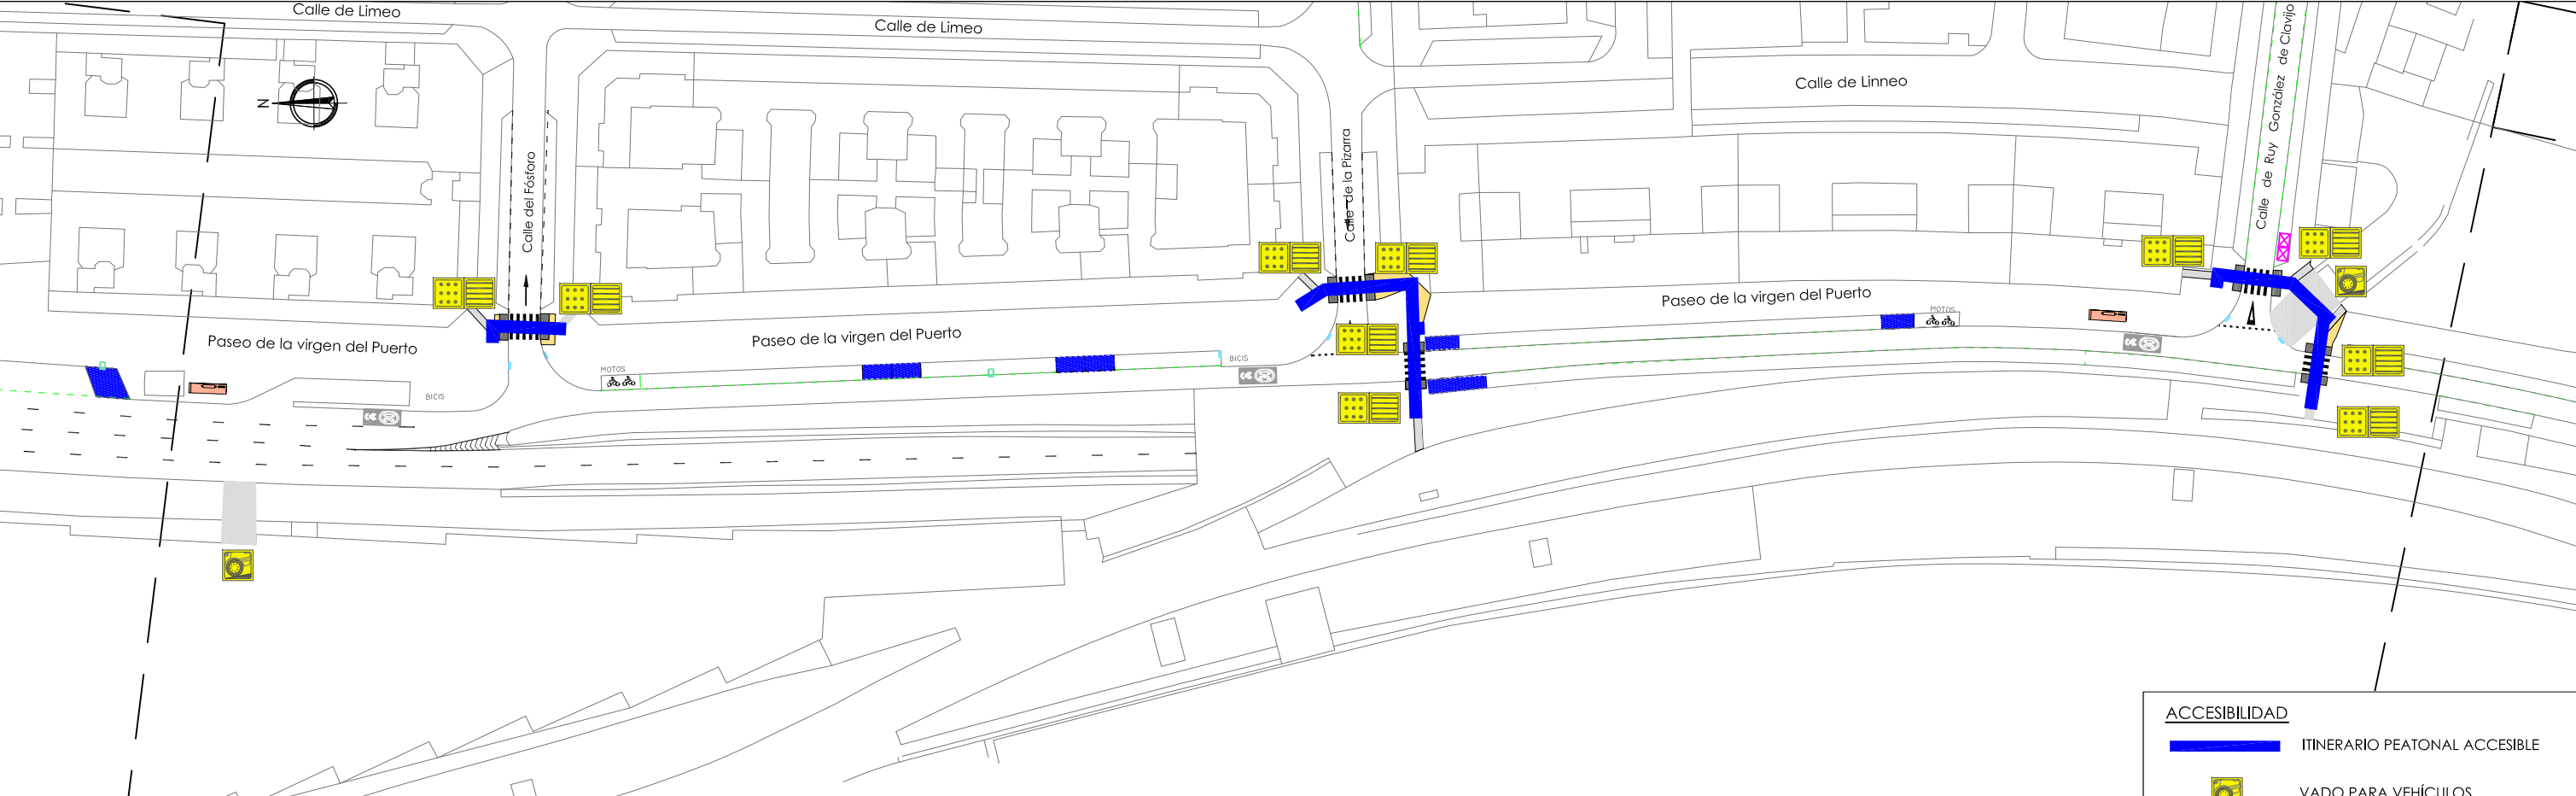 Calle de Limeo
Calle de Limeo
Calle de Linneo
Calle de Ruy González de Clavijo
N
Calle del Fósforo
Calle de la Pizarra
Paseo de la virgen del Puerto
Paseo de la virgen del Puerto
Paseo de la virgen del Puerto
MOTOS
MOTOS
BICIS
BICIS
ACCESIBILIDAD
ITINERARIO PEATONAL ACCESIBLE
VADO PARA VEHÍCULOS